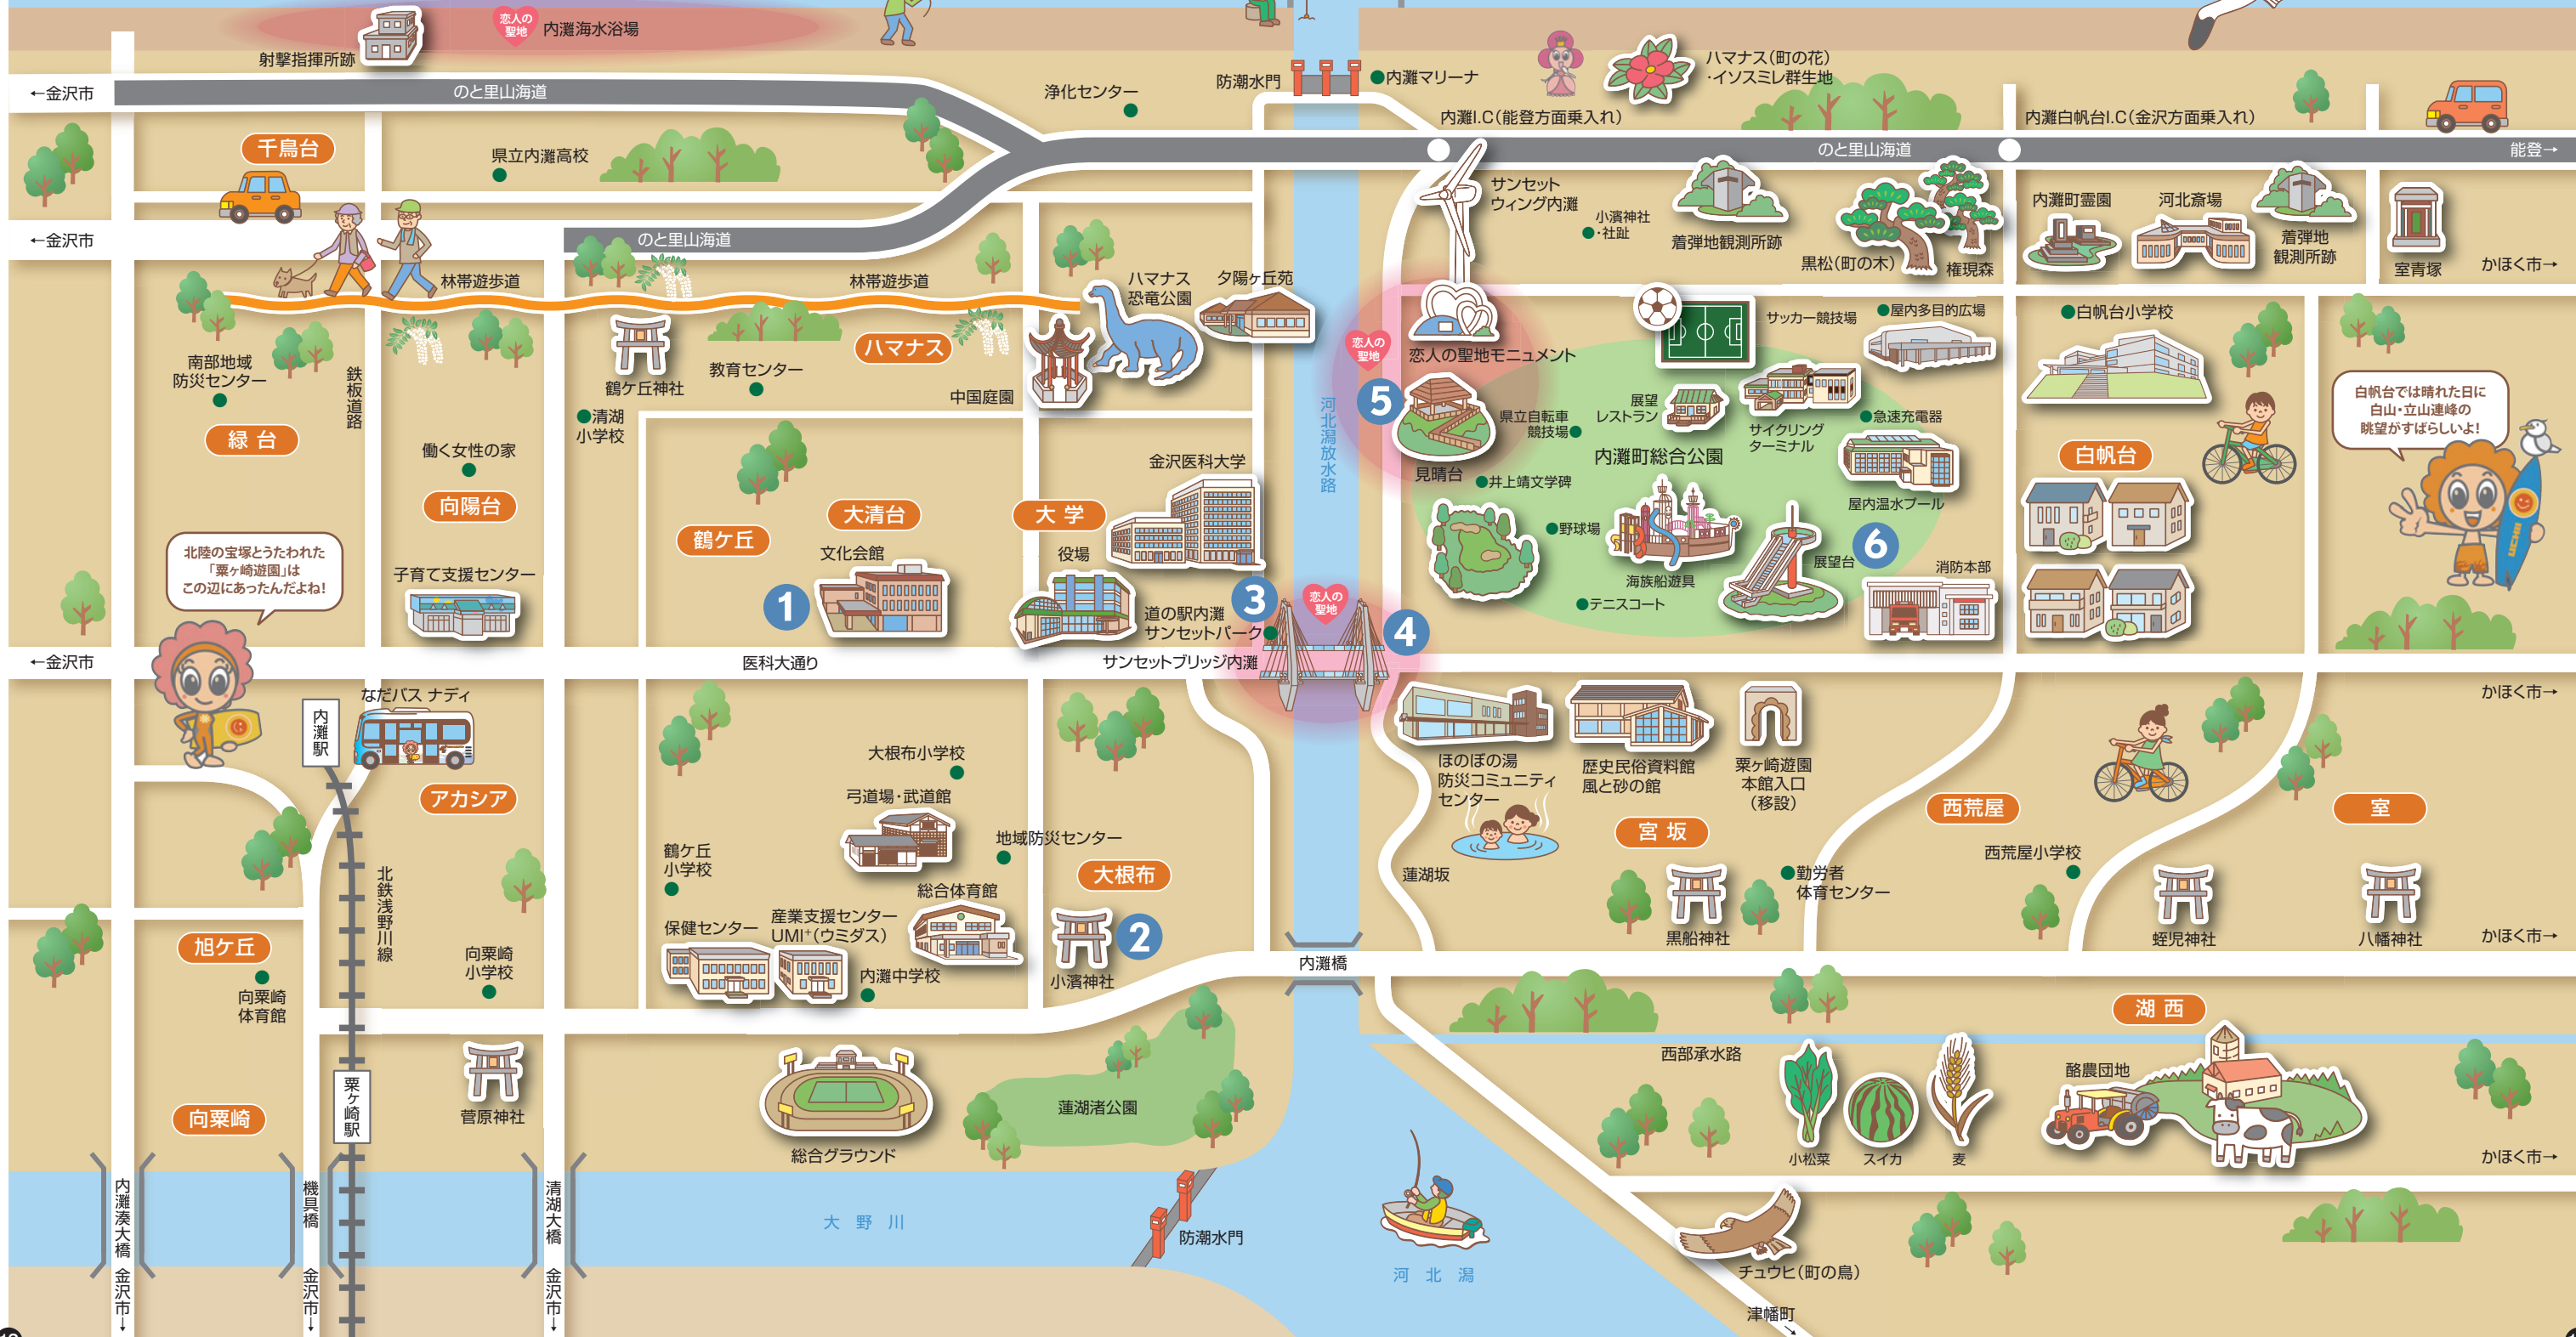 恋人の
聖地
内灘海水浴場
射撃指揮所跡
ハマナス（町の花）
・イソスミレ群生地
防潮水門
内灘マリーナ
浄化センター
←金沢市
のと里山海道
内灘I.C（能登方面乗入れ）
内灘白帆台I.C（金沢方面乗入れ）
千鳥台
県立内灘高校
のと里山海道
能登→
サンセット
ウィング内灘
小濱神社
・社趾
着弾地観測所跡
黒松（町の木）
権現森
内灘町霊園
河北斎場
着弾地
観測所跡
室青塚
←金沢市
のと里山海道
かほく市→
林帯遊歩道
林帯遊歩道
ハマナス
恐竜公園
夕陽ヶ丘苑
南部地域
防災センター
鉄板道路
鶴ケ丘神社
教育センター
ハマナス
中国庭園
清湖
小学校
恋人の
聖地
恋人の聖地モニュメント
サッカー競技場
屋内多目的広場
白帆台小学校
5
見晴台
河北潟放水路
県立自転車
競技場
展望
レストラン
サイクリング
ターミナル
急速充電器
内灘町総合公園
井上靖文学碑
屋内温水プール
野球場
海族船遊具
展望台
6
テニスコート
消防本部
白帆台
白帆台では晴れた日に
白山・立山連峰の
眺望がすばらしいよ！
緑 台
働く女性の家
向陽台
北陸の宝塚とうたわれた
「粟ヶ崎遊園」は
この辺にあったんだよね！
子育て支援センター
鶴ケ丘
大清台
文化会館
1
大 学
金沢医科大学
役場
道の駅内灘
サンセットパーク
3
恋人の
聖地
4
←金沢市
医科大通り
サンセットブリッジ内灘
かほく市→
内灘駅
なだバス ナディ
アカシア
北鉄浅野川線
大根布小学校
弓道場・武道館
地域防災センター
鶴ケ丘
小学校
総合体育館
保健センター
産業支援センター
UMI⁺（ウミダス）
内灘中学校
大根布
2
小濱神社
ほのぼの湯
防災コミュニティ
センター
歴史民俗資料館
風と砂の館
粟ヶ崎遊園
本館入口
（移設）
宮 坂
蓮湖坂
黒船神社
勤労者
体育センター
西荒屋
西荒屋小学校
室
蛭児神社
八幡神社
かほく市→
内灘橋
旭ケ丘
向粟崎
体育館
向粟崎
小学校
向粟崎
粟ヶ崎駅
菅原神社
総合グラウンド
蓮湖渚公園
湖 西
西部承水路
小松菜
スイカ
麦
酪農団地
かほく市→
内灘湊大橋
金沢市→
機具橋
金沢市→
清湖大橋
金沢市→
大 野 川
防潮水門
河 北 潟
チュウヒ（町の鳥）
津幡町
→